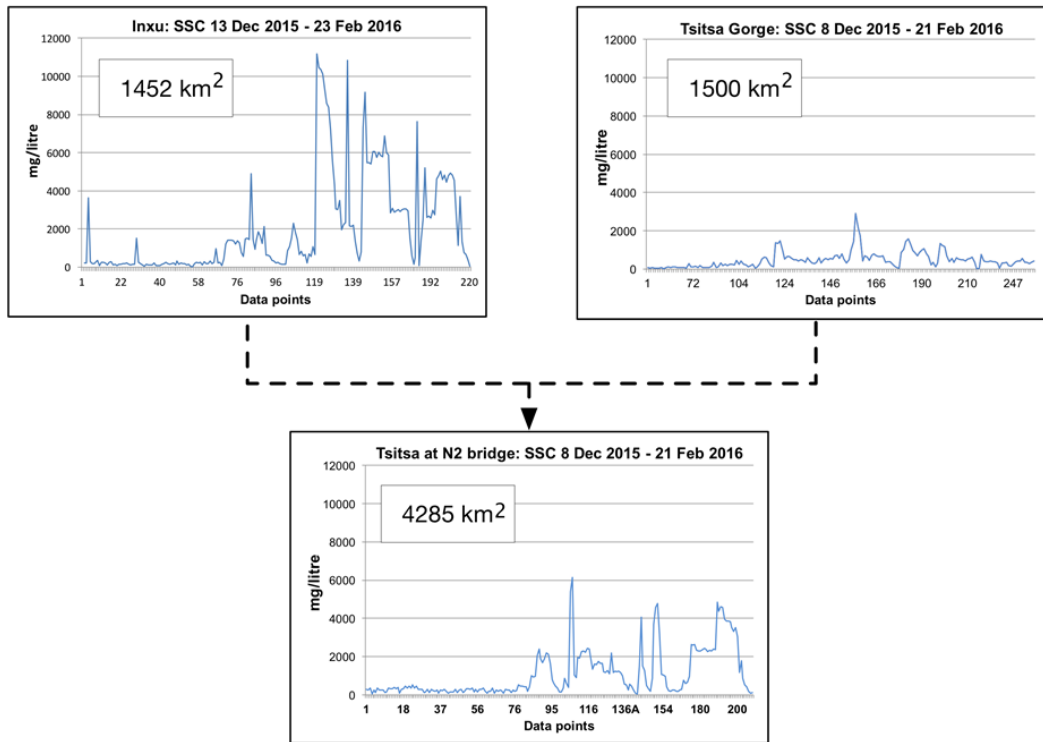 Inxu: SSC 13 Dec 2015 - 23 Feb 2016
12000
10000
8000
6000
4000
2000
0
mg/litre
1452 km²
1 22 54 76 96 119 139 157 192 220
Data points
Tsitsa Gorge: SSC 8 Dec 2015 - 21 Feb 2016
12000
10000
8000
6000
4000
2000
0
mg/litre
1500 km²
1 72 104 124 146 166 190 210 247
Data points
Tsitsa at N2 bridge: SSC 8 Dec 2015 - 21 Feb 2016
12000
10000
8000
6000
4000
2000
0
mg/litre
4285 km²
1 18 37 56 76 95 116 136A 154 180 200
Data points